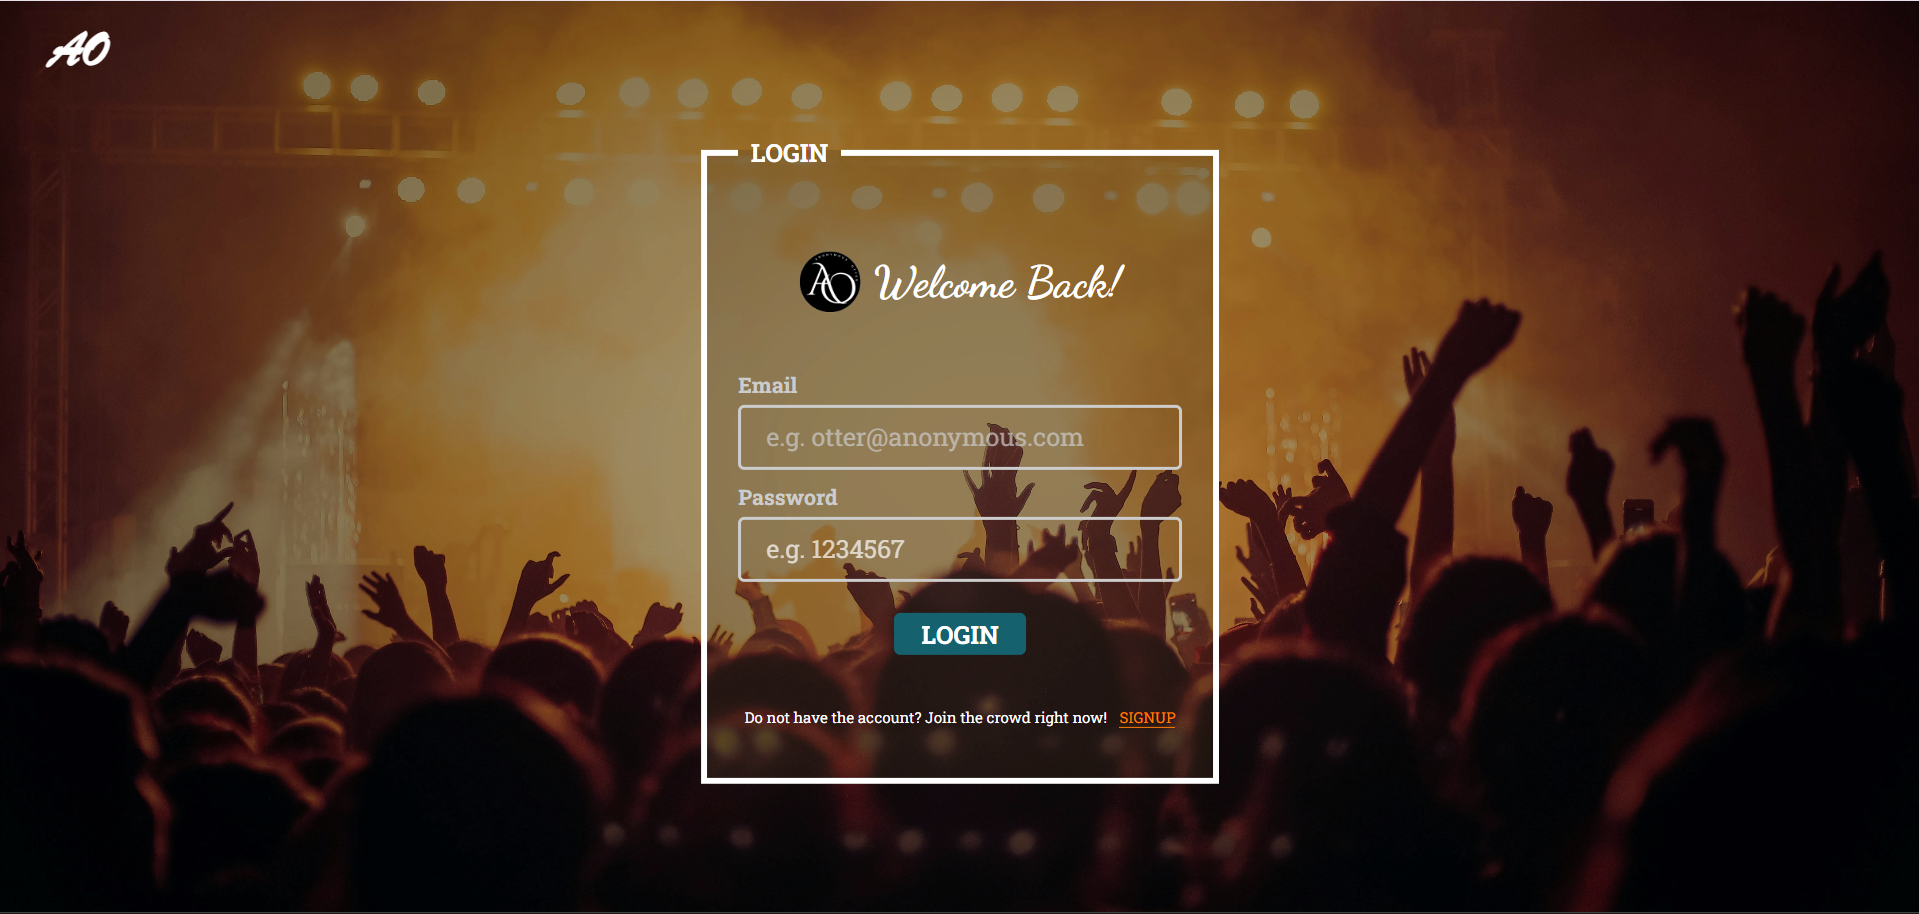 AO
LOGIN
AO Welcome Back!
Email
e.g. otter@anonymous.com
Password
e.g. 1234567
LOGIN
Do not have the account? Join the crowd right now! SIGNUP